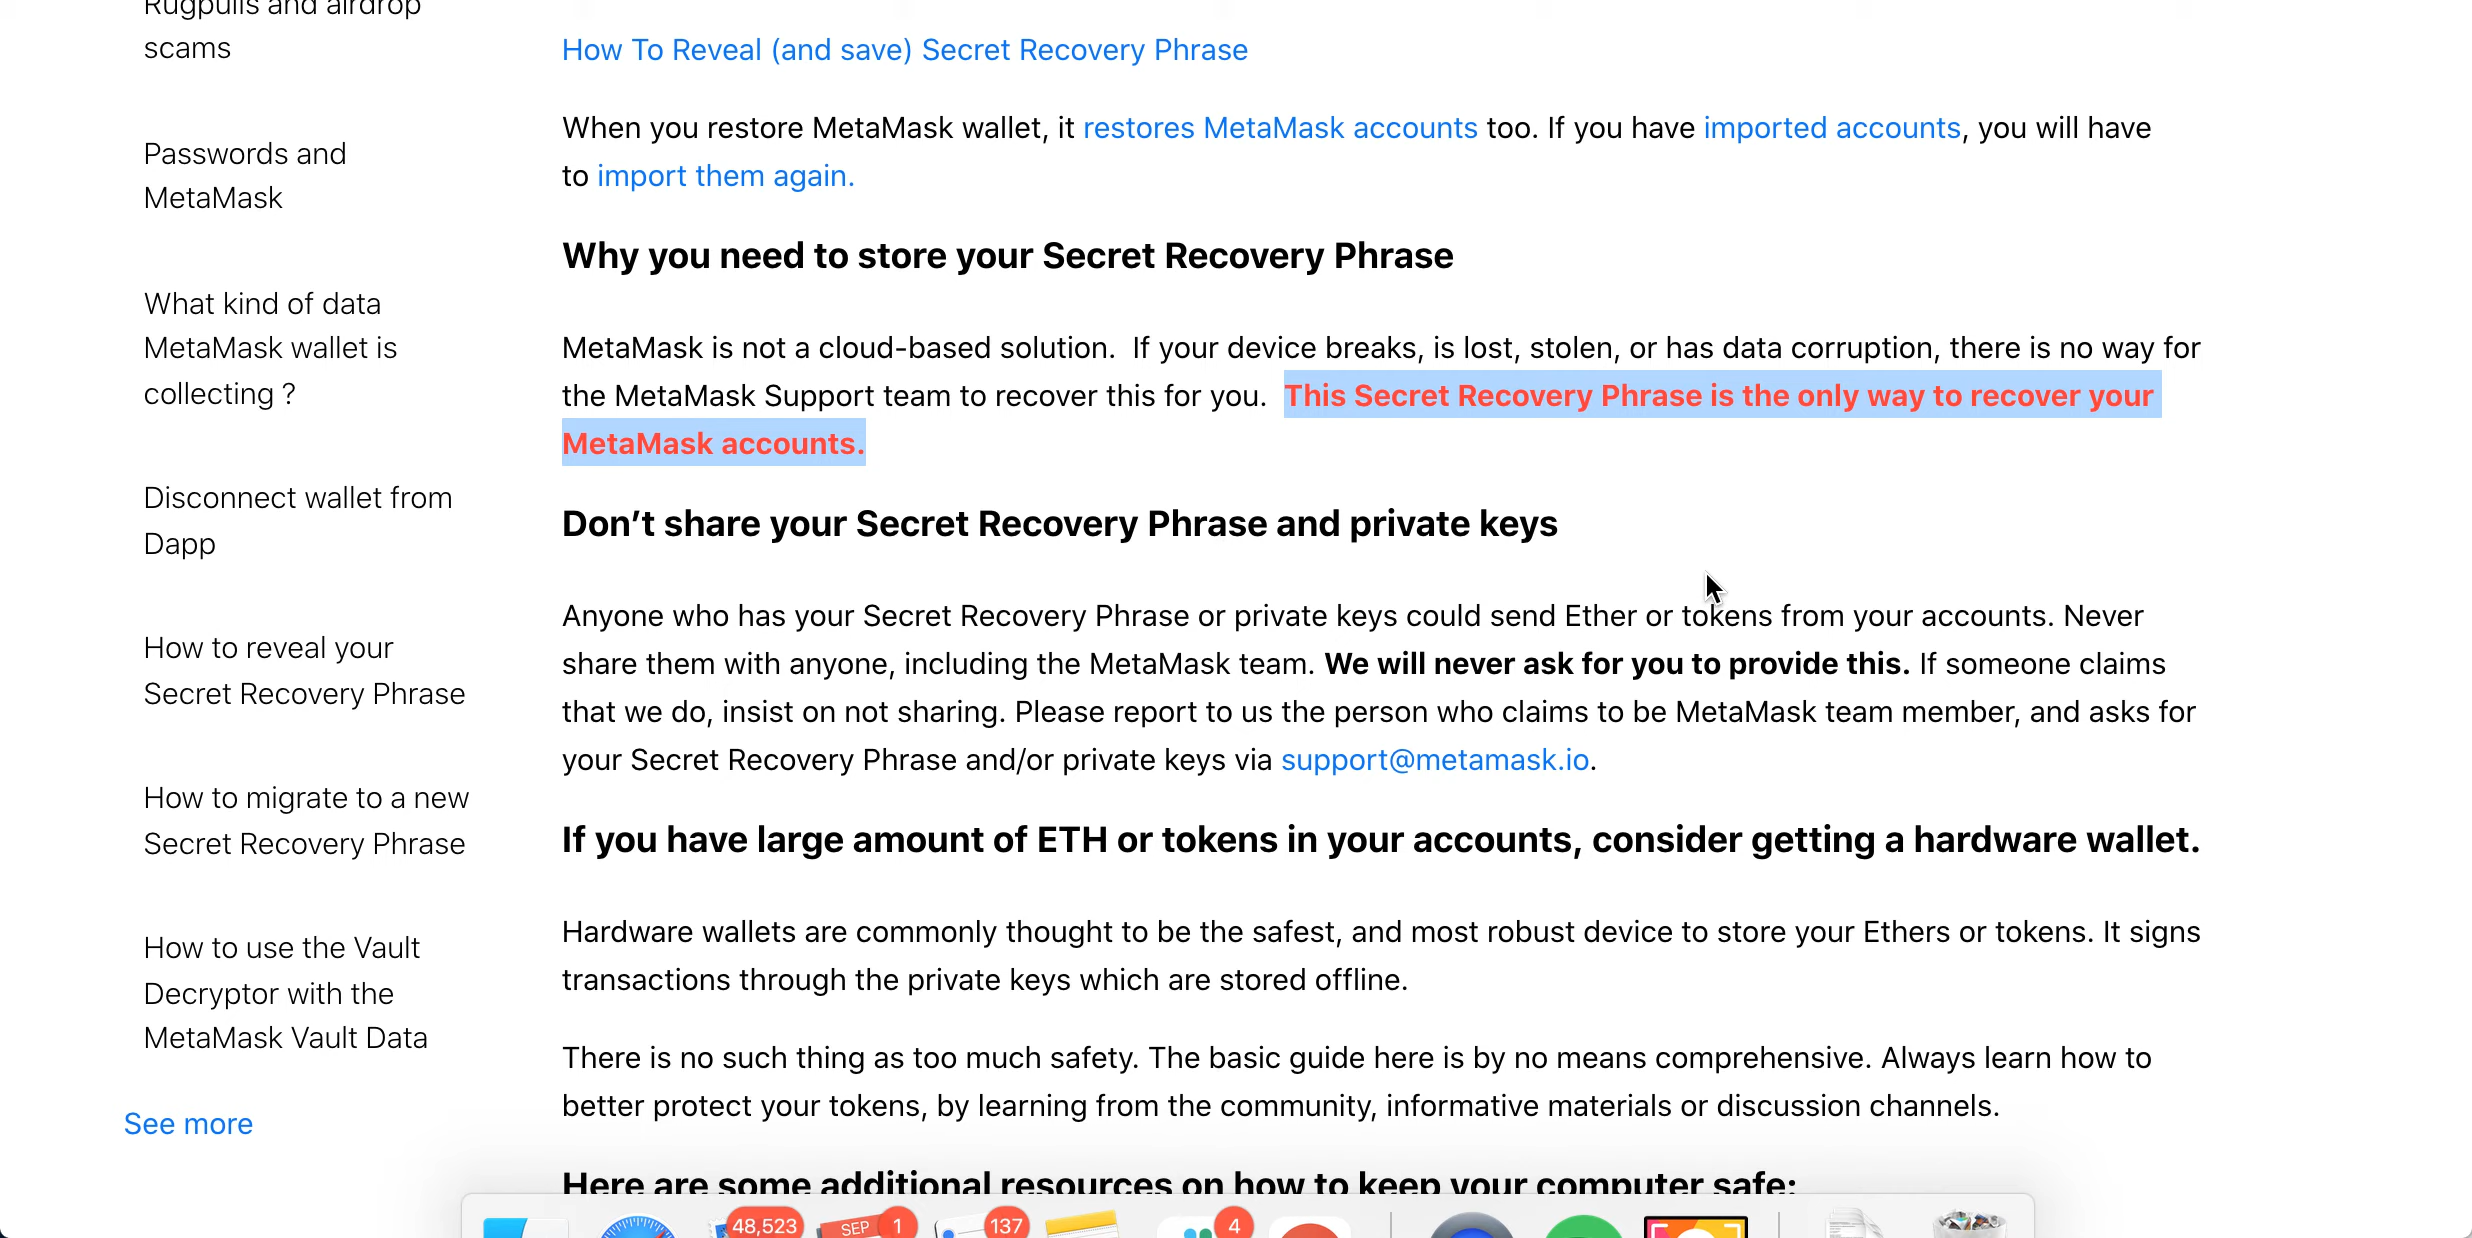 Rugpulls and airdrop
scams
Passwords and
MetaMask
What kind of data
MetaMask wallet is
collecting ?
Disconnect wallet from
Dapp
How to reveal your
Secret Recovery Phrase
How to migrate to a new
Secret Recovery Phrase
How to use the Vault
Decryptor with the
MetaMask Vault Data
See more
How To Reveal (and save) Secret Recovery Phrase
When you restore MetaMask wallet, it restores MetaMask accounts too. If you have imported accounts, you will have
to import them again.
Why you need to store your Secret Recovery Phrase
MetaMask is not a cloud-based solution.  If your device breaks, is lost, stolen, or has data corruption, there is no way for
the MetaMask Support team to recover this for you.  This Secret Recovery Phrase is the only way to recover your
MetaMask accounts.
Don’t share your Secret Recovery Phrase and private keys
Anyone who has your Secret Recovery Phrase or private keys could send Ether or tokens from your accounts. Never
share them with anyone, including the MetaMask team. We will never ask for you to provide this. If someone claims
that we do, insist on not sharing. Please report to us the person who claims to be MetaMask team member, and asks for
your Secret Recovery Phrase and/or private keys via support@metamask.io.
If you have large amount of ETH or tokens in your accounts, consider getting a hardware wallet.
Hardware wallets are commonly thought to be the safest, and most robust device to store your Ethers or tokens. It signs
transactions through the private keys which are stored offline.
There is no such thing as too much safety. The basic guide here is by no means comprehensive. Always learn how to
better protect your tokens, by learning from the community, informative materials or discussion channels.
Here are some additional resources on how to keep your computer safe:
48,523 SEP 1 137 4